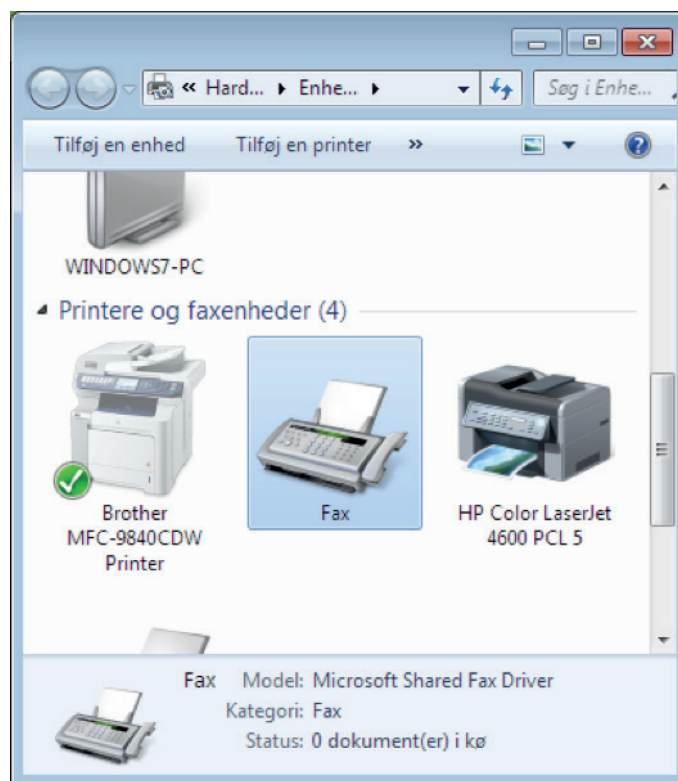 « Hard... ▸ Enhe... ▸
Søg i Enhe...
Tilføj en enhed Tilføj en printer »
WINDOWS7-PC
Printere og faxenheder (4)
Brother
MFC-9840CDW
Printer
Fax
HP Color LaserJet
4600 PCL 5
Fax Model: Microsoft Shared Fax Driver
Kategori: Fax
Status: 0 dokument(er) i kø